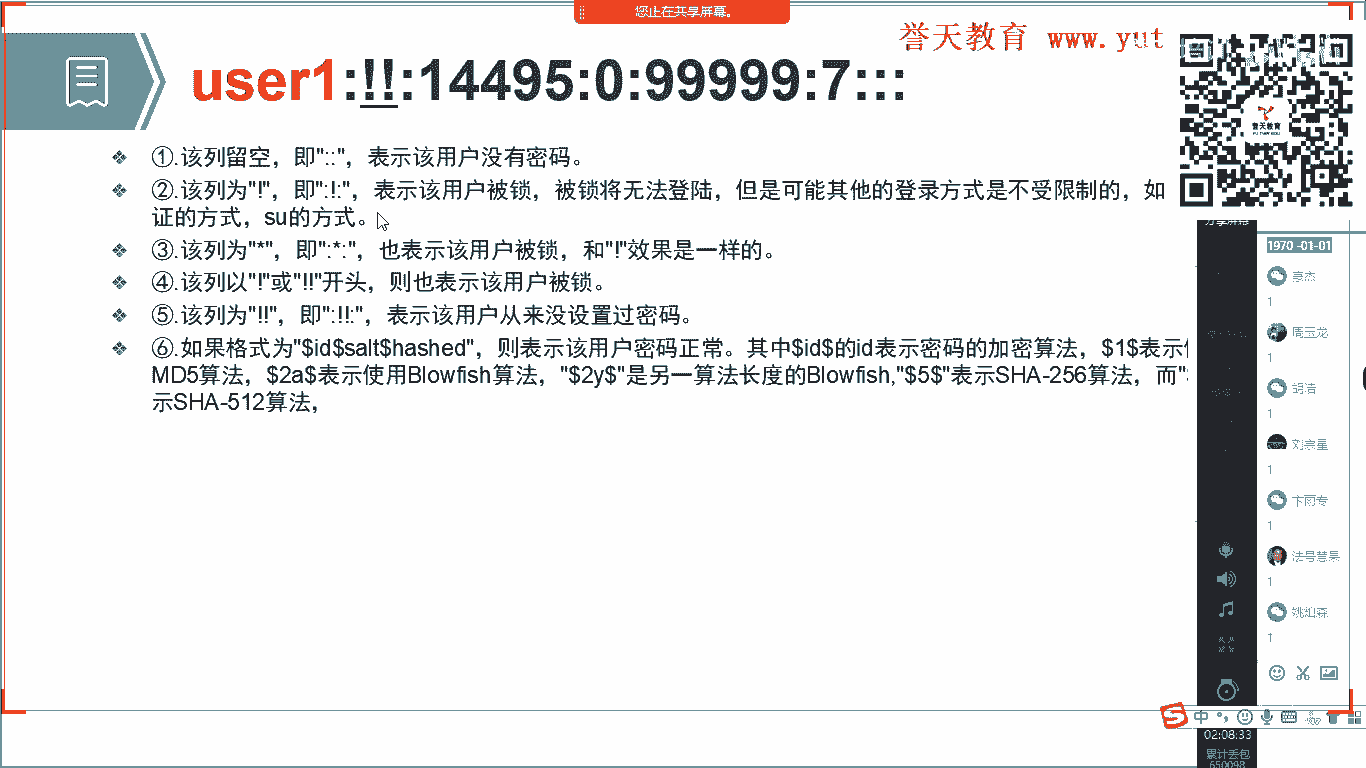 您正在共享屏幕。
誉天教育 www.yut
user1:!!:14495:0:99999:7:::
誉天教育
①.该列留空，即"::"，表示该用户没有密码。
②.该列为"!"，即":!:"，表示该用户被锁，被锁将无法登陆，但是可能其他的登录方式是不受限制的，如
证的方式，su的方式。
③.该列为"*"，即":*:"，也表示该用户被锁，和"!"效果是一样的。
④.该列以"!"或"!!"开头，则也表示该用户被锁。
⑤.该列为"!!"，即":!!:"，表示该用户从来没设置过密码。
⑥.如果格式为"$id$salt$hashed"，则表示该用户密码正常。其中$id$的id表示密码的加密算法，$1$表示
MD5算法，$2a$表示使用Blowfish算法，"$2y$"是另一算法长度的Blowfish,"$5$"表示SHA-256算法，而"
示SHA-512算法，
1970 -01-01
1
周玉龙
1
胡洁
1
刘宗星
1
卞雨专
1
1
1
中
02:08:33
累计丢包
650098